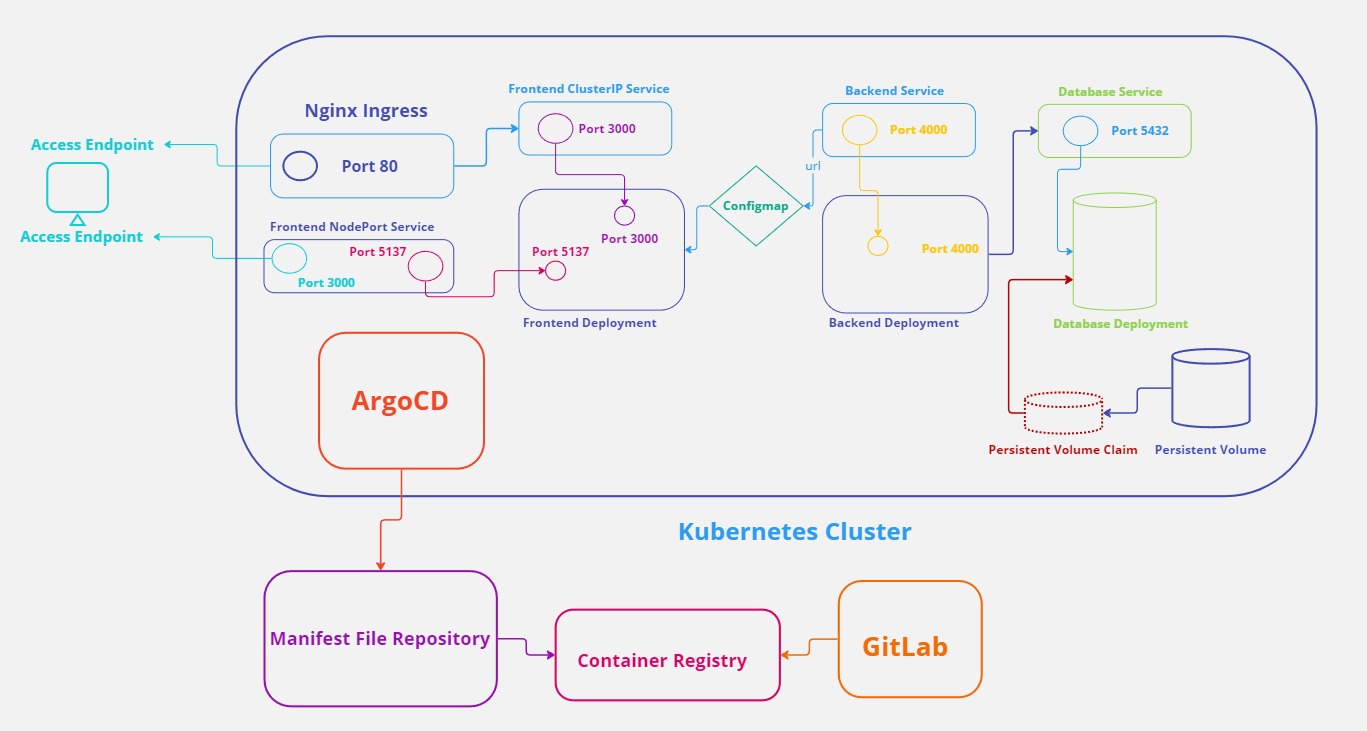 Frontend ClusterIP Service
Backend Service
Database Service
Nginx Ingress
Port 3000
Port 4000
Port 5432
Access Endpoint
Port 80
url
Configmap
Frontend NodePort Service
Access Endpoint
Port 3000
Port 5137
Port 5137
Port 4000
Port 3000
Frontend Deployment
Backend Deployment
Database Deployment
ArgoCD
Persistent Volume Claim
Persistent Volume
Kubernetes Cluster
Manifest File Repository
Container Registry
GitLab